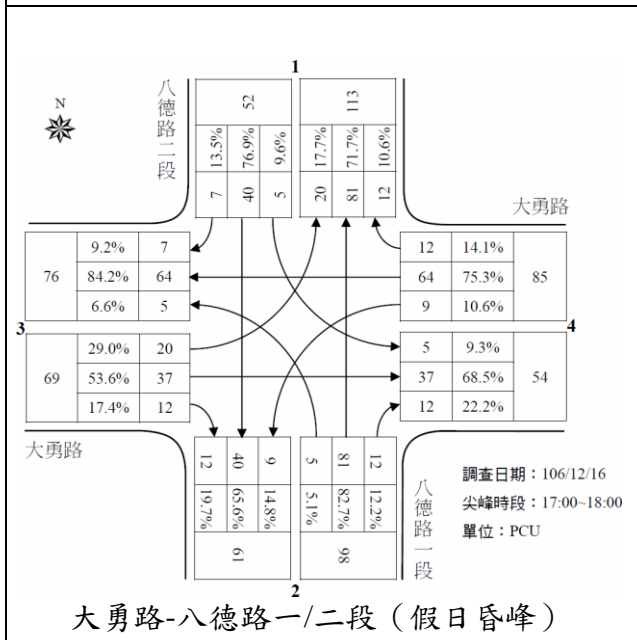 1
N
八德路二段
52
113
13.5% 76.9% 9.6%
17.7% 71.7% 10.6%
7 40 5
20 81 12
大勇路
76
9.2% 7
84.2% 64
6.6% 5
12 14.1%
64 75.3%
9 10.6%
85
3
4
69
29.0% 20
53.6% 37
17.4% 12
5 9.3%
37 68.5%
12 22.2%
54
大勇路
12 40 9
5 81 12
19.7% 65.6% 14.8%
5.1% 82.7% 12.2%
61
98
八德路一段
調查日期：106/12/16
尖峰時段：17:00~18:00
單位：PCU
2
大勇路-八德路一/二段（假日昏峰）